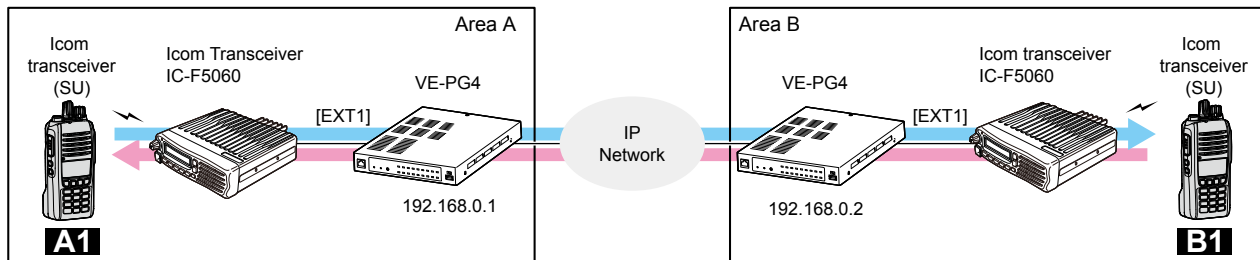 Area A
Icom
transceiver
(SU)
Icom Transceiver
IC-F5060
VE-PG4
[EXT1]
192.168.0.1
A1
IP
Network
Area B
VE-PG4
[EXT1]
192.168.0.2
Icom transceiver
IC-F5060
Icom
transceiver
(SU)
B1